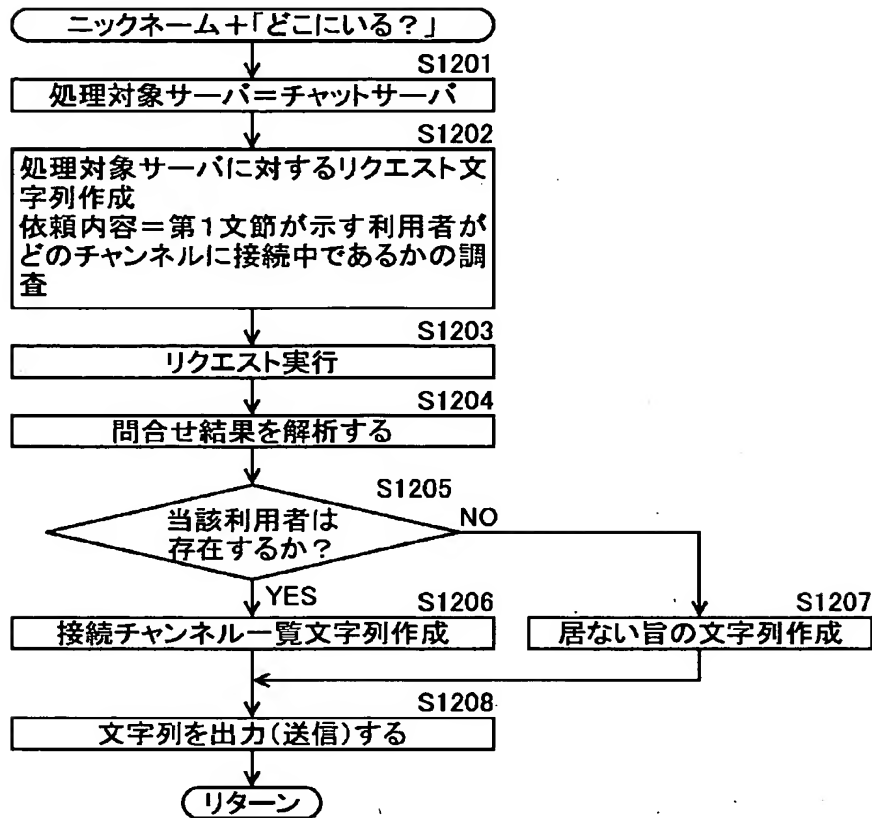 ニックネーム+「どこにいる?」
S1201
処理対象サーバ=チャットサーバ
S1202
処理対象サーバに対するリクエスト文
字列作成
依頼内容=第1文節が示す利用者が
どのチャンネルに接続中であるかの調
査
S1203
リクエスト実行
S1204
問合せ結果を解析する
S1205
当該利用者は
存在するか?
NO
YES
S1206
接続チャンネル一覧文字列作成
S1207
居ない旨の文字列作成
S1208
文字列を出力(送信)する
リターン